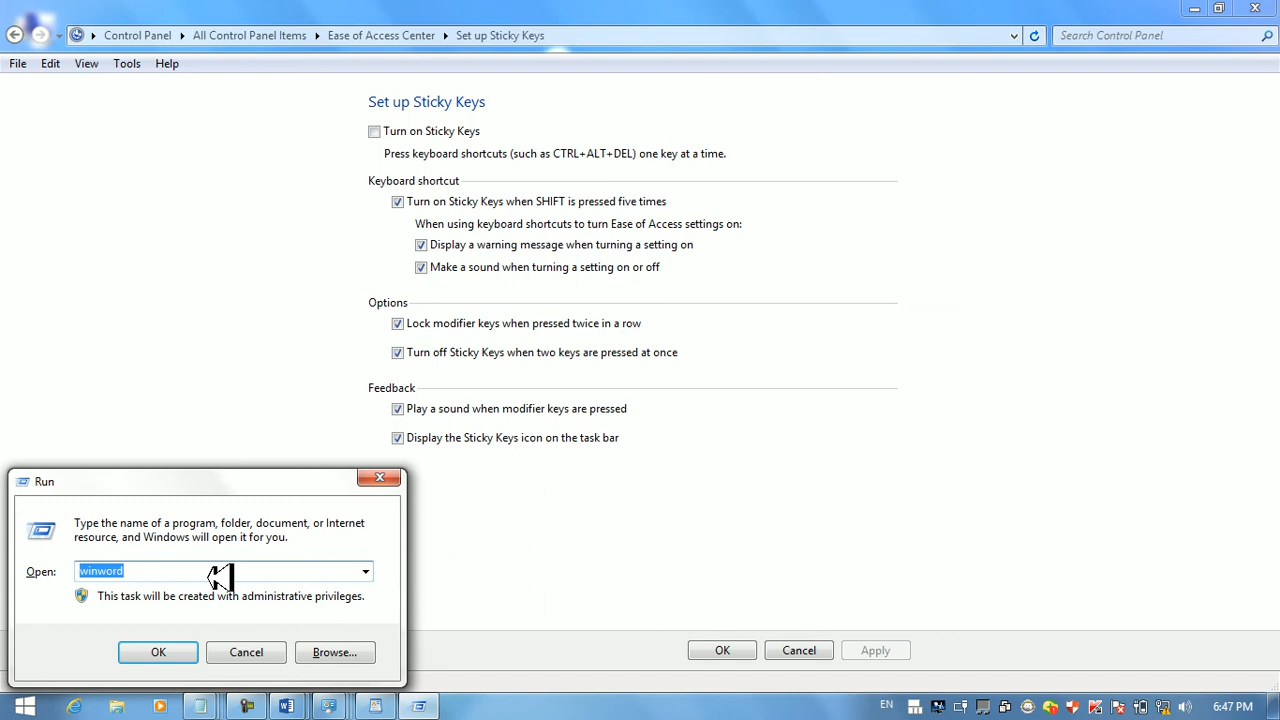 Control Panel
All Control Panel Items
Ease of Access Center
Set up Sticky Keys
Search Control Panel
File Edit View Tools Help
Set up Sticky Keys
Turn on Sticky Keys
Press keyboard shortcuts (such as CTRL+ALT+DEL) one key at a time.
Keyboard shortcut
Turn on Sticky Keys when SHIFT is pressed five times
When using keyboard shortcuts to turn Ease of Access settings on:
Display a warning message when turning a setting on
Make a sound when turning a setting on or off
Options
Lock modifier keys when pressed twice in a row
Turn off Sticky Keys when two keys are pressed at once
Feedback
Play a sound when modifier keys are pressed
Display the Sticky Keys icon on the task bar
Run
Type the name of a program, folder, document, or Internet
resource, and Windows will open it for you.
Open: winword
This task will be created with administrative privileges.
OK Cancel Browse...
OK Cancel Apply
EN 6:47 PM